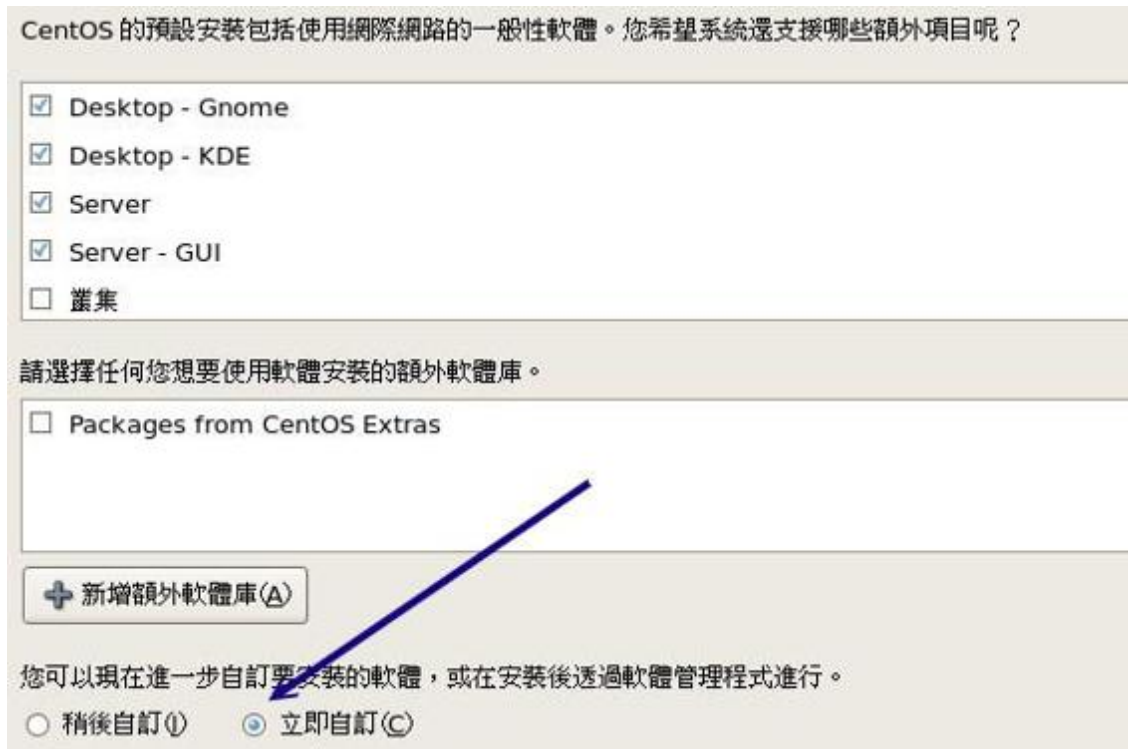 CentOS 的預設安裝包括使用網際網路的一般性軟體。您希望系統還支援哪些額外項目呢？
Desktop - Gnome
Desktop - KDE
Server
Server - GUI
叢集
請選擇任何您想要使用軟體安裝的額外軟體庫。
Packages from CentOS Extras
新增額外軟體庫(A)
您可以現在進一步自訂要安裝的軟體，或在安裝後透過軟體管理程式進行。
稍後自訂(l) 立即自訂(C)